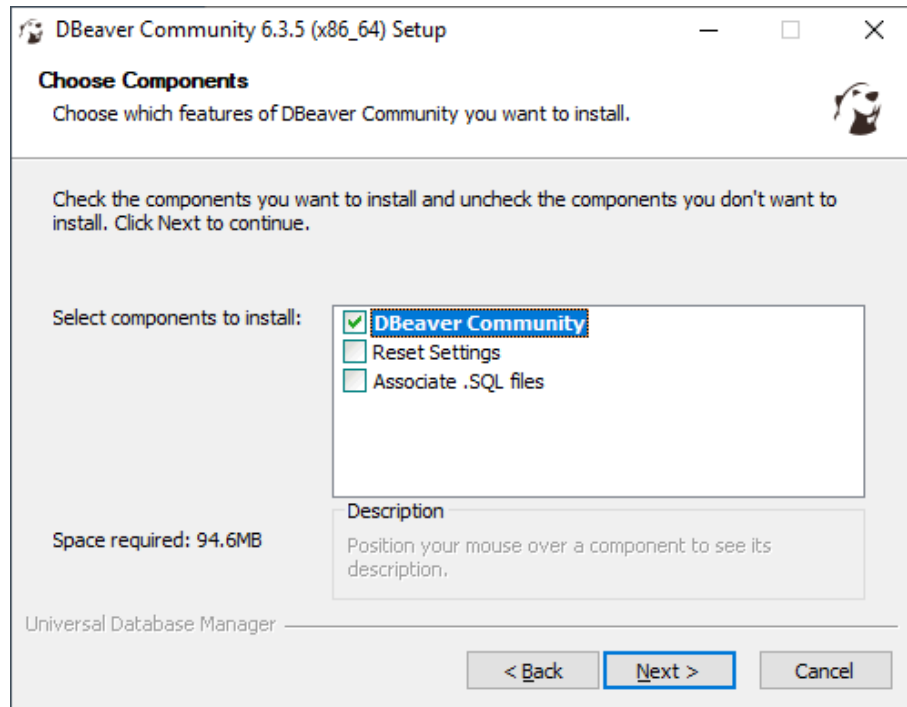 DBeaver Community 6.3.5 (x86_64) Setup
Choose Components
Choose which features of DBeaver Community you want to install.
Check the components you want to install and uncheck the components you don't want to
install. Click Next to continue.
Select components to install:
DBeaver Community
Reset Settings
Associate .SQL files
Space required: 94.6MB
Description
Position your mouse over a component to see its
description.
Universal Database Manager
< Back
Next >
Cancel